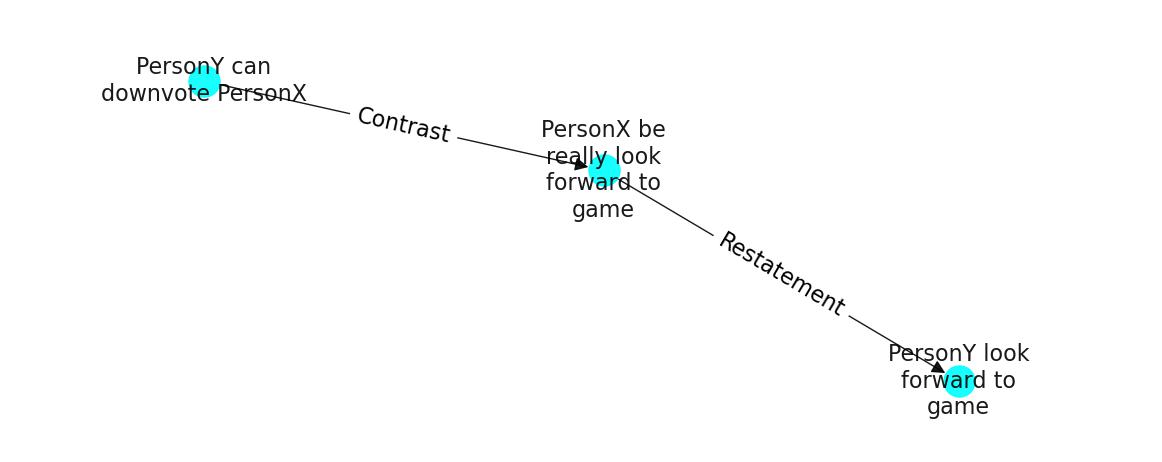 PersonY can
downvote PersonX
Contrast
PersonX be
really look
forward to
game
Restatement
PersonY look
forward to
game